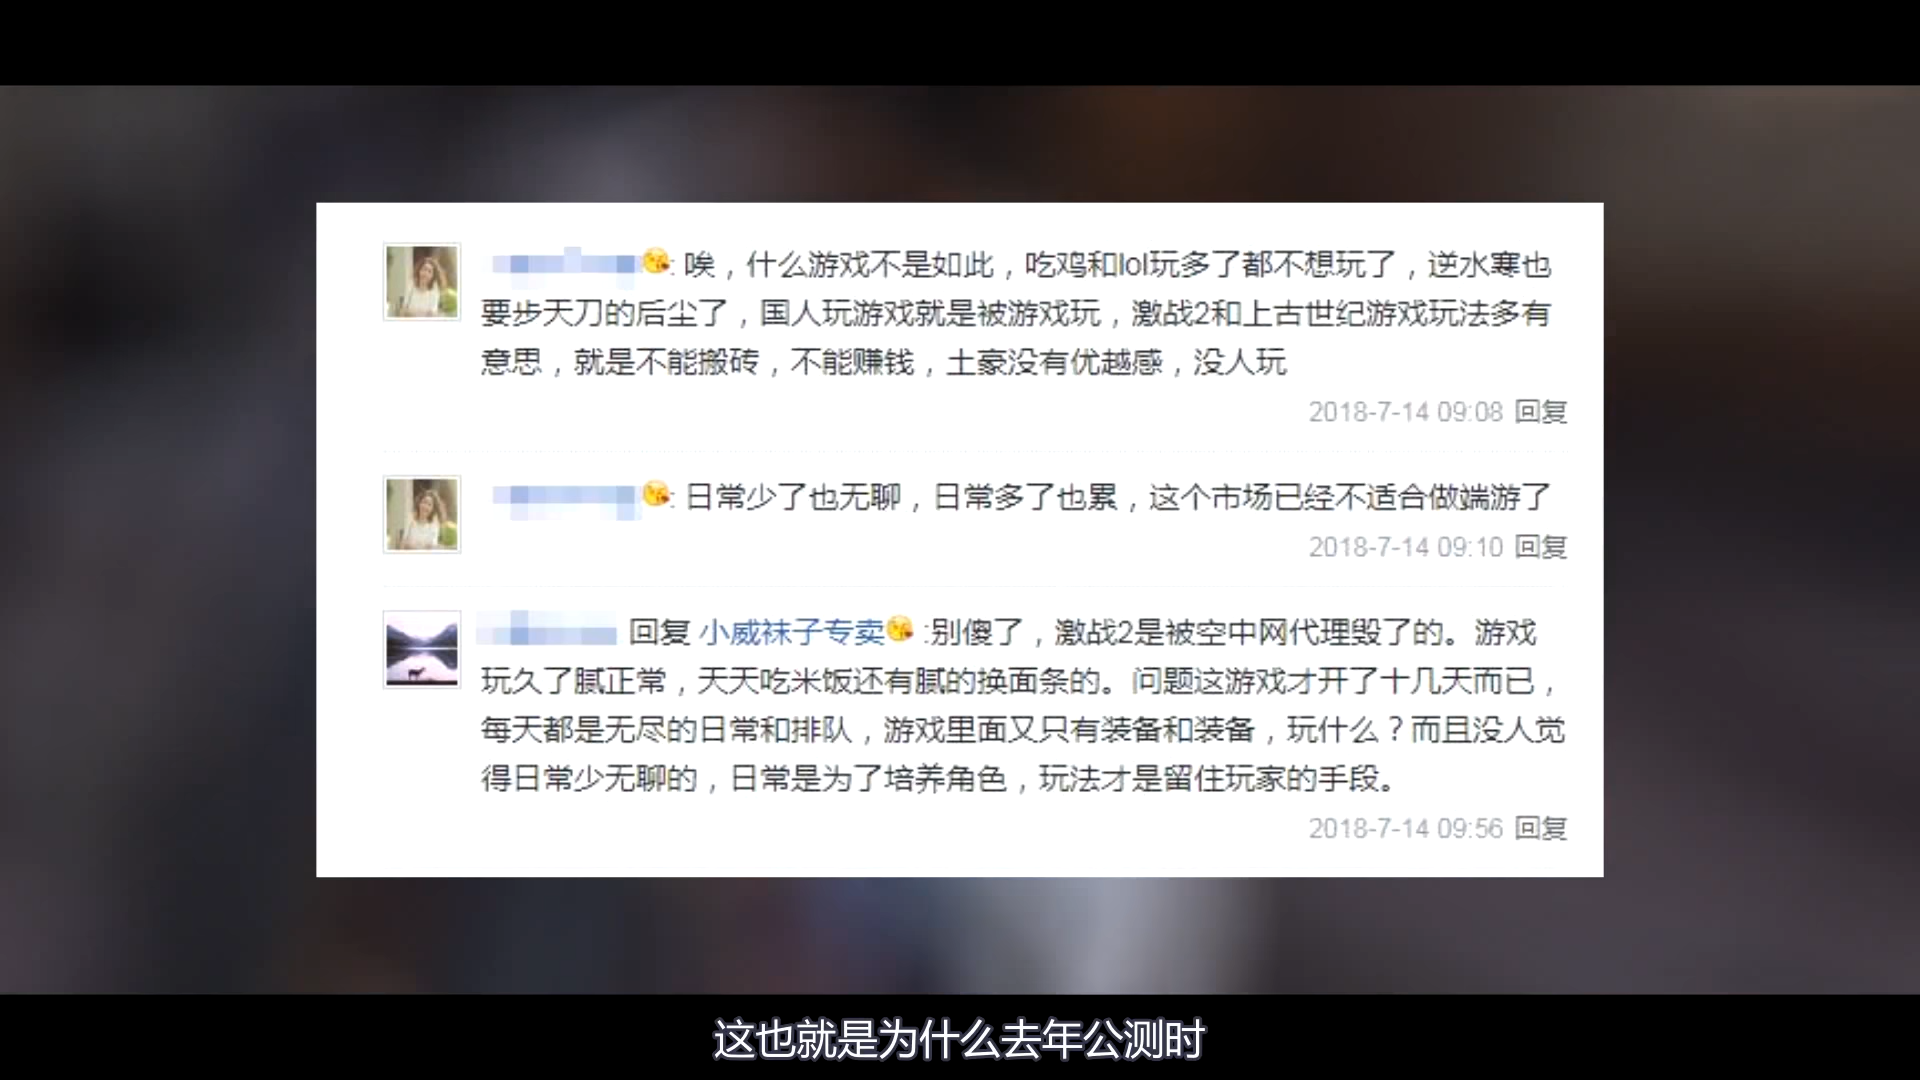 : 唉，什么游戏不是如此，吃鸡和lol玩多了都不想玩了，逆水寒也
要步天刀的后尘了，国人玩游戏就是被游戏玩，激战2和上古世纪游戏玩法多有
意思，就是不能搬砖，不能赚钱，土豪没有优越感，没人玩
2018-7-14 09:08 回复
: 日常少了也无聊，日常多了也累，这个市场已经不适合做端游了
2018-7-14 09:10 回复
回复 小威袜子专卖 :别傻了，激战2是被空中网代理毁了的。游戏
玩久了腻正常，天天吃米饭还有腻的换面条的。问题这游戏才开了十几天而已，
每天都是无尽的日常和排队，游戏里面又只有装备和装备，玩什么？而且没人觉
得日常少无聊的，日常是为了培养角色，玩法才是留住玩家的手段。
2018-7-14 09:56 回复
这也就是为什么去年公测时